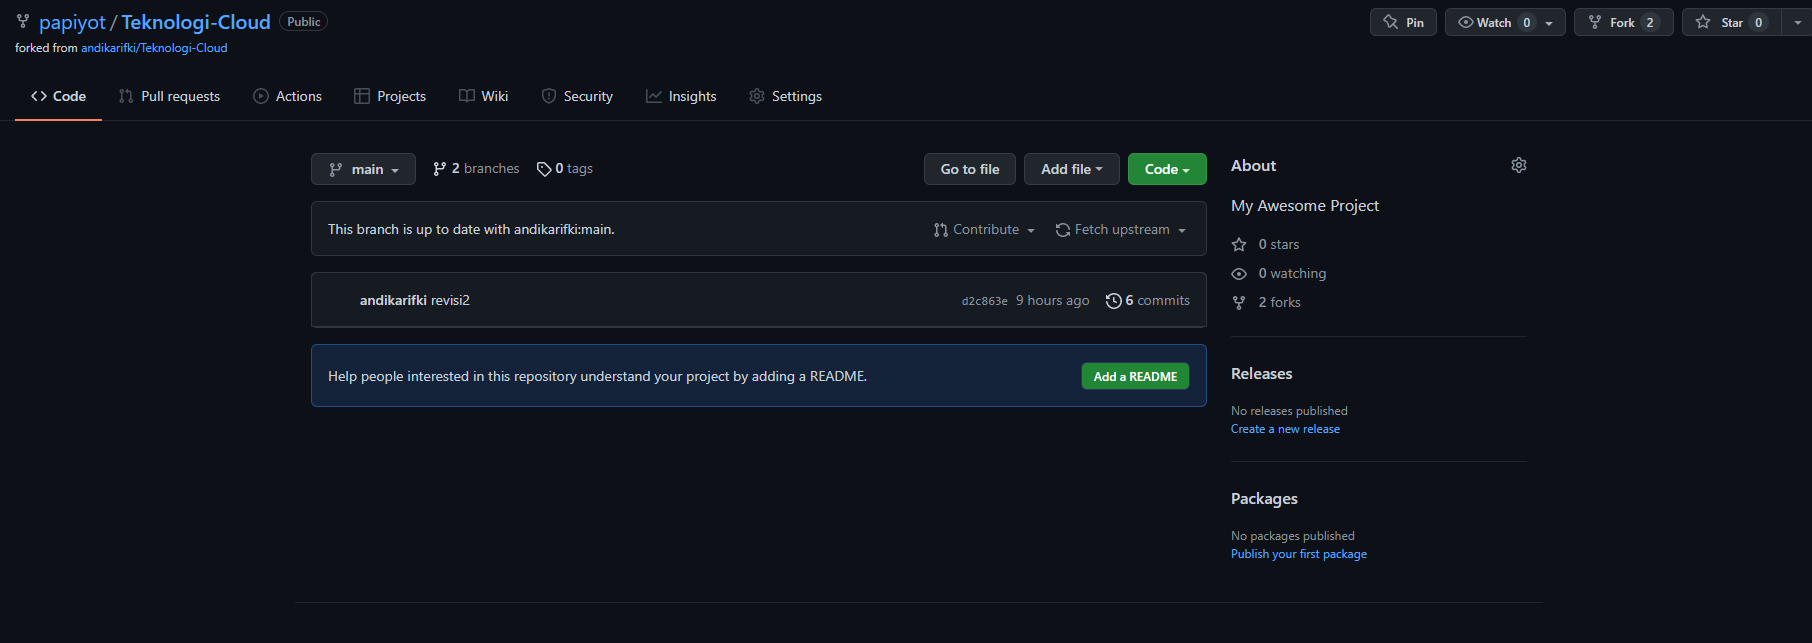 papiyot / Teknologi-Cloud Public
Pin Watch 0 Fork 2 Star 0
forked from andikarifki/Teknologi-Cloud
Code Pull requests Actions Projects Wiki Security Insights Settings
main 2 branches 0 tags Go to file Add file Code
This branch is up to date with andikarifki:main. Contribute Fetch upstream
andikarifki revisi2 d2c863e 9 hours ago 6 commits
Help people interested in this repository understand your project by adding a README. Add a README
About
My Awesome Project
0 stars
0 watching
2 forks
Releases
No releases published
Create a new release
Packages
No packages published
Publish your first package